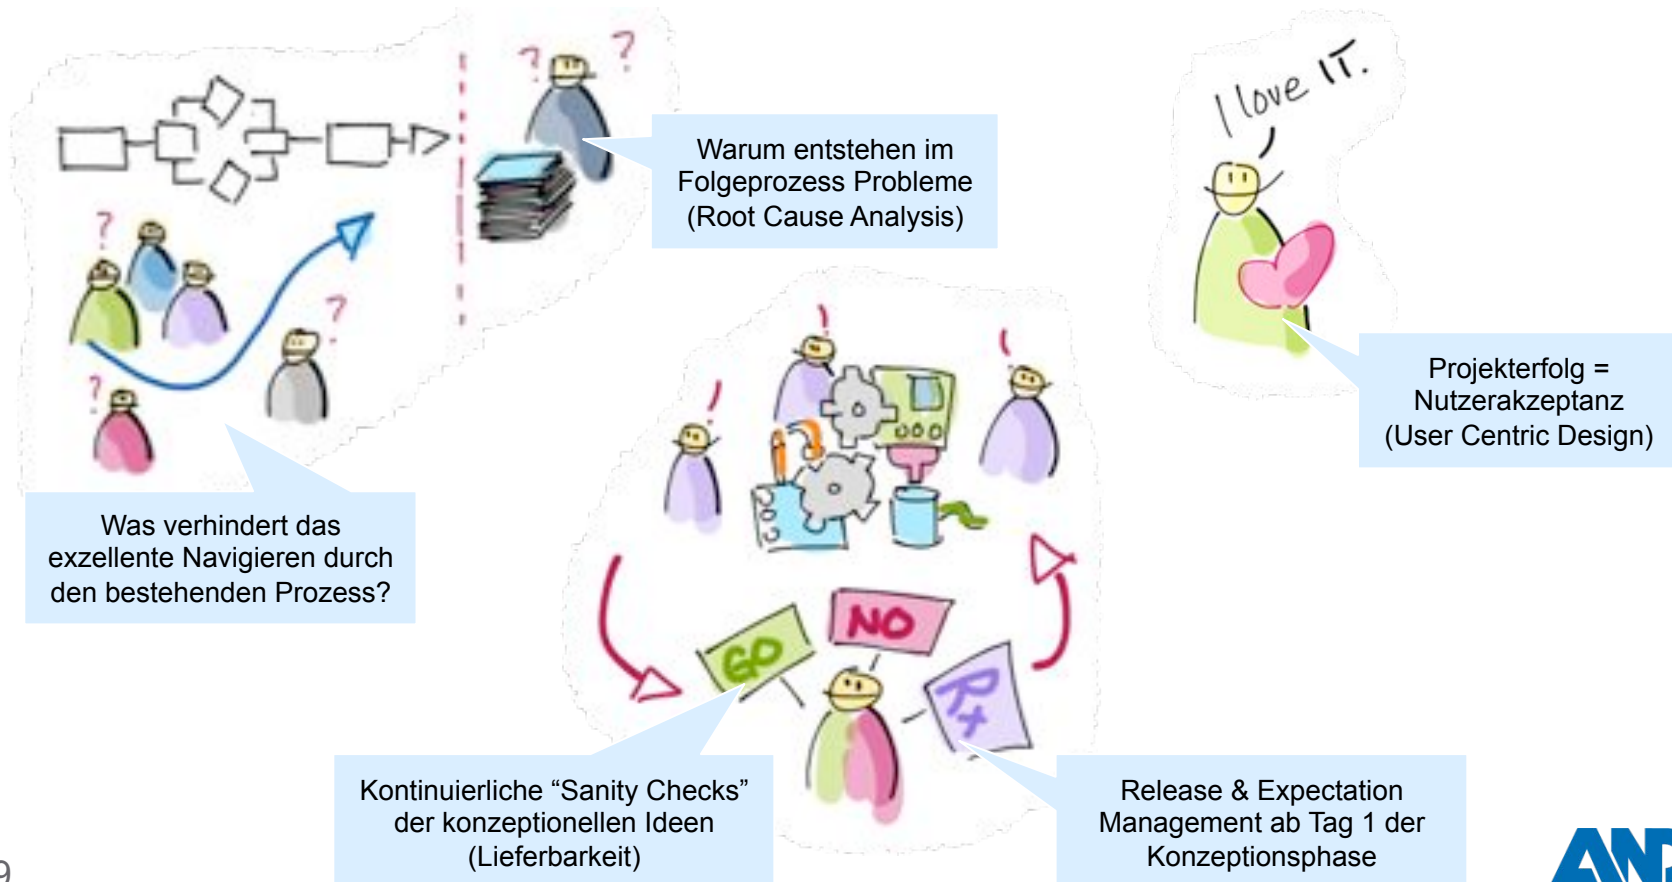 I love IT.
Warum entstehen im
Folgeprozess Probleme
(Root Cause Analysis)
Projekterfolg =
Nutzerakzeptanz
(User Centric Design)
Was verhindert das
exzellente Navigieren durch
den bestehenden Prozess?
GO
NO
Rx
Kontinuierliche “Sanity Checks”
der konzeptionellen Ideen
(Lieferbarkeit)
Release & Expectation
Management ab Tag 1 der
Konzeptionsphase
9